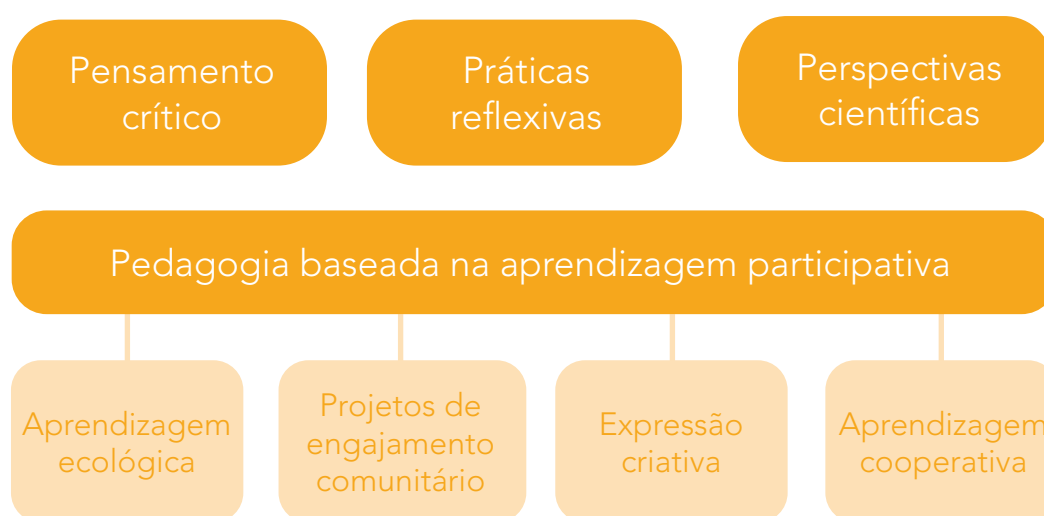 Pensamento
crítico
Práticas
reflexivas
Perspectivas
científicas
Pedagogia baseada na aprendizagem participativa
Aprendizagem
ecológica
Projetos de
engajamento
comunitário
Expressão
criativa
Aprendizagem
cooperativa